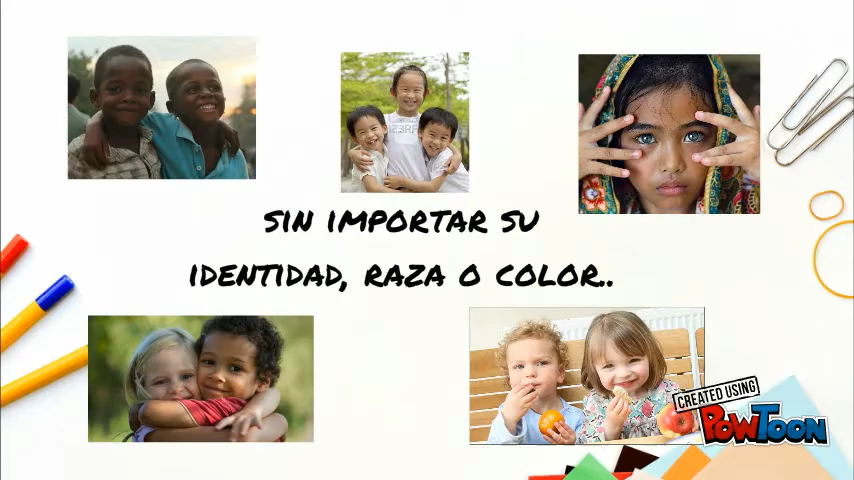 SIN IMPORTAR SU
IDENTIDAD, RAZA O COLOR..
CREATED USING
POWTOON